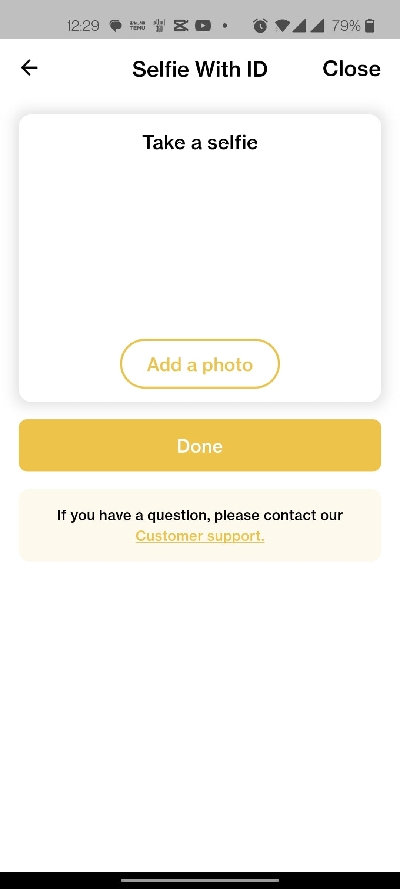 12:29 TEMU 79%
Selfie With ID Close
Take a selfie
Add a photo
Done
If you have a question, please contact our
Customer support.